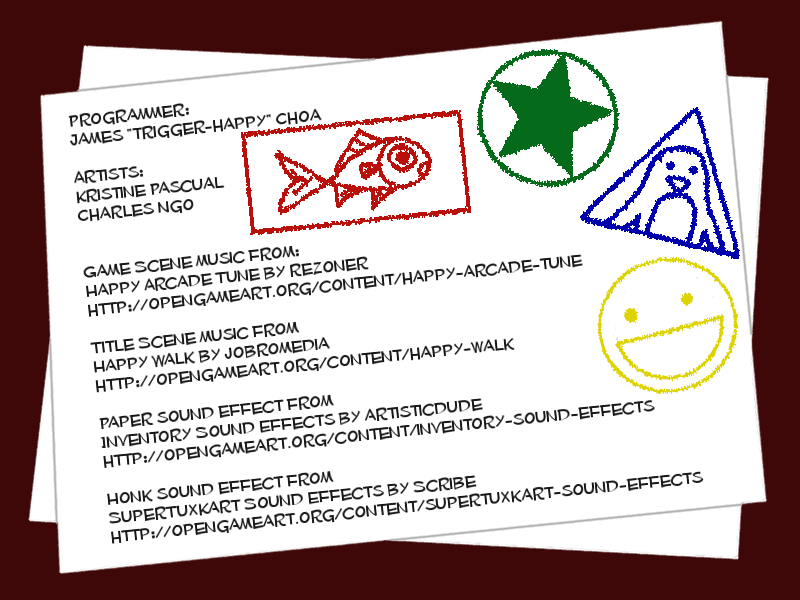 PROGRAMMER:
JAMES "TRIGGER-HAPPY" CHOA
ARTISTS:
KRISTINE PASCUAL
CHARLES NGO
GAME SCENE MUSIC FROM:
HAPPY ARCADE TUNE BY REZONER
HTTP://OPENGAMEART.ORG/CONTENT/HAPPY-ARCADE-TUNE
TITLE SCENE MUSIC FROM
HAPPY WALK BY JOBROMEDIA
HTTP://OPENGAMEART.ORG/CONTENT/HAPPY-WALK
PAPER SOUND EFFECT FROM
INVENTORY SOUND EFFECTS BY ARTISTICDUDE
HTTP://OPENGAMEART.ORG/CONTENT/INVENTORY-SOUND-EFFECTS
HONK SOUND EFFECT FROM
SUPERTUXKART SOUND EFFECTS BY SCRIBE
HTTP://OPENGAMEART.ORG/CONTENT/SUPERTUXKART-SOUND-EFFECTS